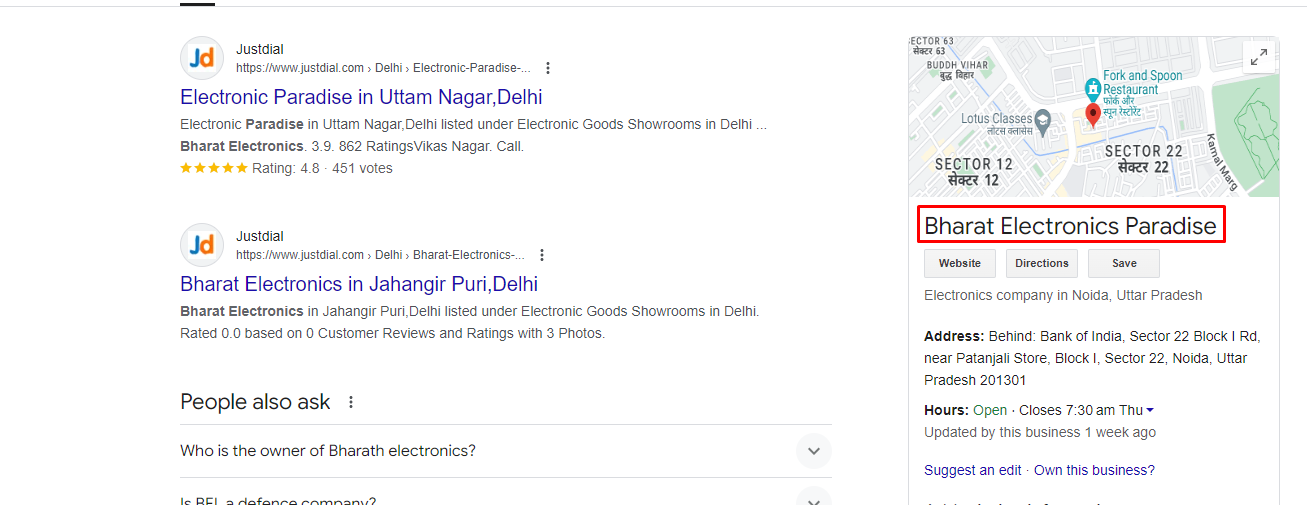 Jd
Justdial
https://www.justdial.com › Delhi › Electronic-Paradise-...
Electronic Paradise in Uttam Nagar,Delhi
Electronic Paradise in Uttam Nagar,Delhi listed under Electronic Goods Showrooms in Delhi ...
Bharat Electronics. 3.9. 862 RatingsVikas Nagar. Call.
Rating: 4.8 · 451 votes
Jd
Justdial
https://www.justdial.com › Delhi › Bharat-Electronics-...
Bharat Electronics in Jahangir Puri,Delhi
Bharat Electronics in Jahangir Puri,Delhi listed under Electronic Goods Showrooms in Delhi.
Rated 0.0 based on 0 Customer Reviews and Ratings with 3 Photos.
People also ask
Who is the owner of Bharath electronics?
Is BEL a defence company?
ECTOR 63
सेक्टर 63
BUDDH VIHAR
बुद्ध विहार
Fork and Spoon
Restaurant
फोर्क और
स्पून रेस्टोरेंट
Lotus Classes
लोटस क्लासेस
SECTOR 12
सेक्टर 12
SECTOR 22
सेक्टर 22
Kamal Marg
Bharat Electronics Paradise
Website
Directions
Save
Electronics company in Noida, Uttar Pradesh
Address: Behind: Bank of India, Sector 22 Block I Rd,
near Patanjali Store, Block I, Sector 22, Noida, Uttar
Pradesh 201301
Hours: Open · Closes 7:30 am Thu
Updated by this business 1 week ago
Suggest an edit · Own this business?